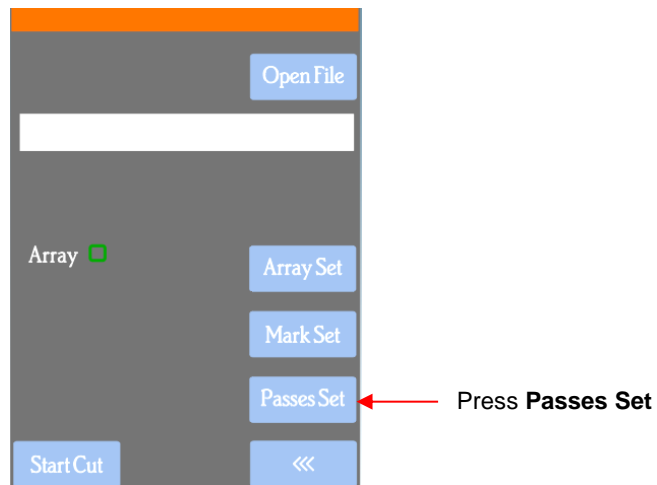 Open File
Array
Array Set
Mark Set
Passes Set
Press Passes Set
Start Cut
<<<